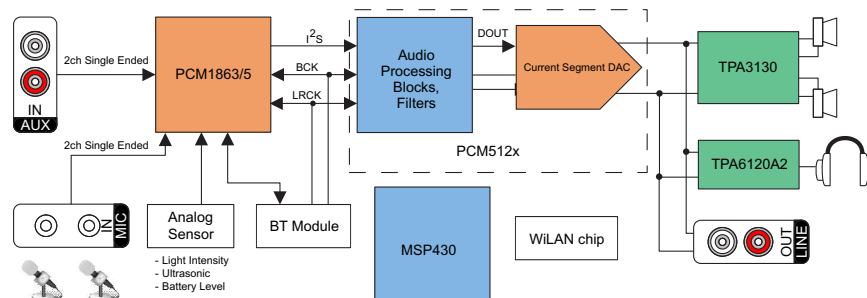 2ch Single Ended
IN
AUX
PCM1863/5
I2S
BCK
LRCK
Audio
Processing
Blocks,
Filters
DOUT
Current Segment DAC
PCM512x
TPA3130
TPA6120A2
2ch Single Ended
IN
MIC
Analog
Sensor
- Light Intensity
- Ultrasonic
- Battery Level
BT Module
MSP430
WiLAN chip
OUT
LINE